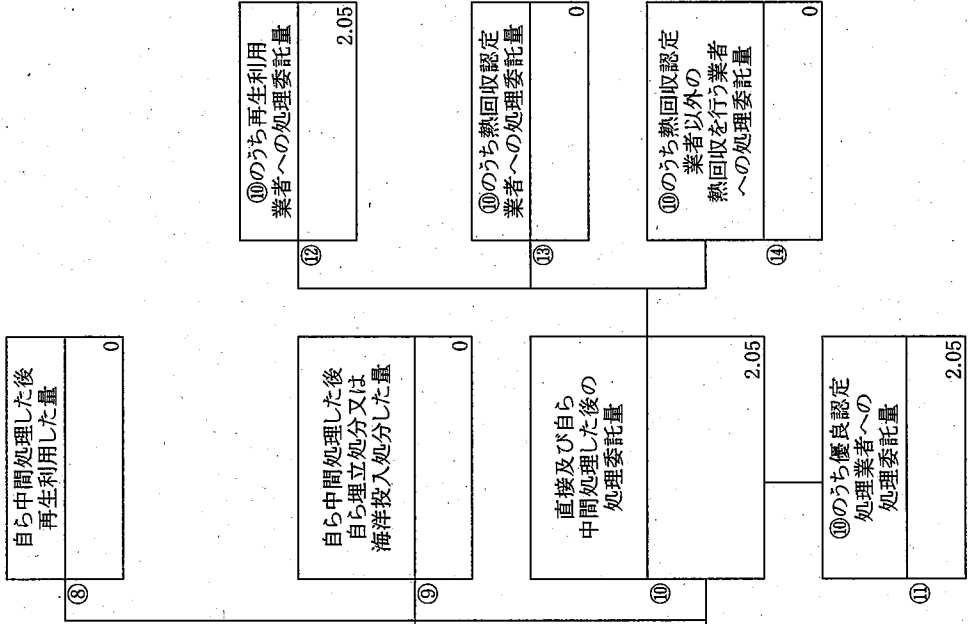 ⑧
自ら中間処理した後
再生利用した量
0
⑨
自ら中間処理した後
自ら埋立処分又は
海洋投入処分した量
0
⑩
直接及び自ら
中間処理した後の
処理委託量
2.05
⑪
⑩のうち優良認定
処理業者への
処理委託量
2.05
⑫
⑩のうち再生利用
業者への処理委託量
2.05
⑬
⑩のうち熱回収認定
業者への処理委託量
0
⑭
⑩のうち熱回収認定
業者以外の
熱回収を行う業者
への処理委託量
0